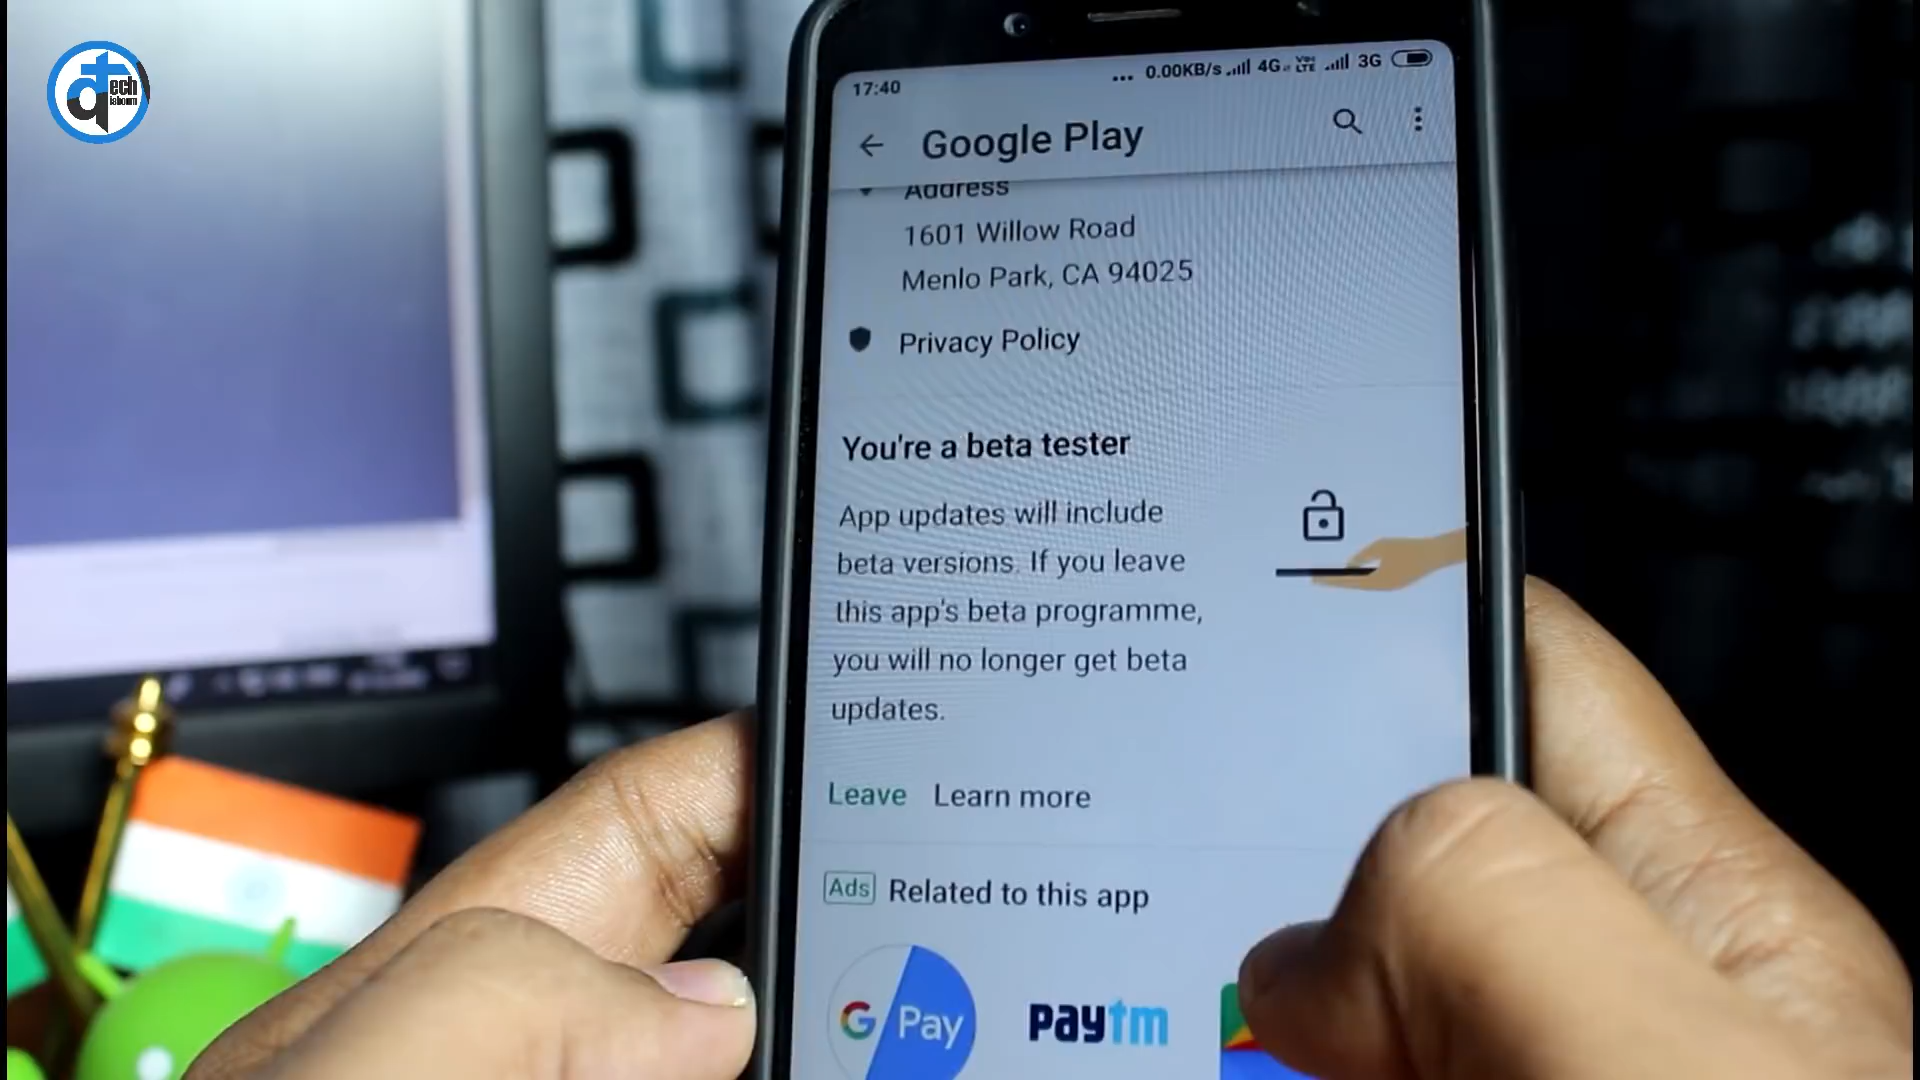 Tech
17:40
... 0.00KB/s 4G VoLTE 3G
Google Play
Address
1601 Willow Road
Menlo Park, CA 94025
Privacy Policy
You're a beta tester
App updates will include
beta versions. If you leave
this app's beta programme,
you will no longer get beta
updates.
Leave Learn more
Ads Related to this app
G Pay paytm